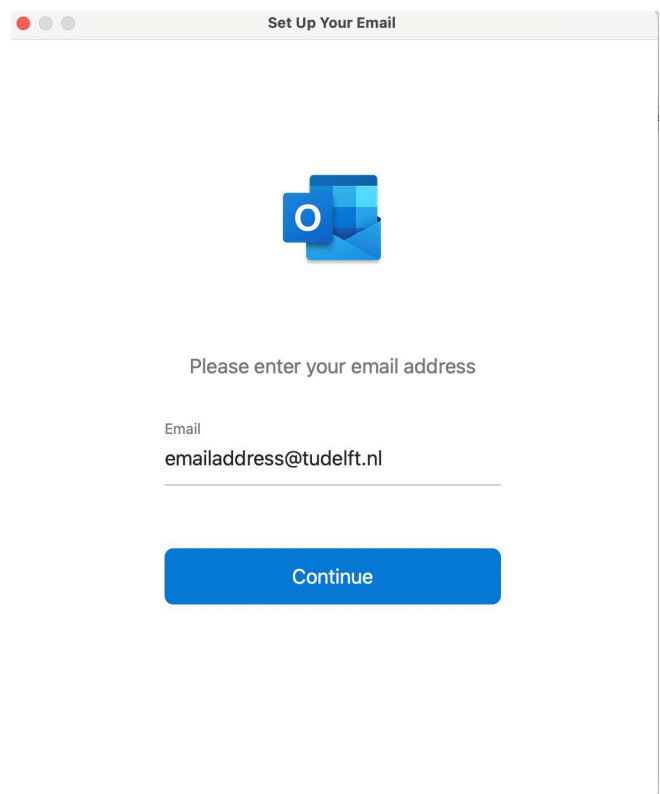 Set Up Your Email
O
Please enter your email address
Email
emailaddress@tudelft.nl
Continue